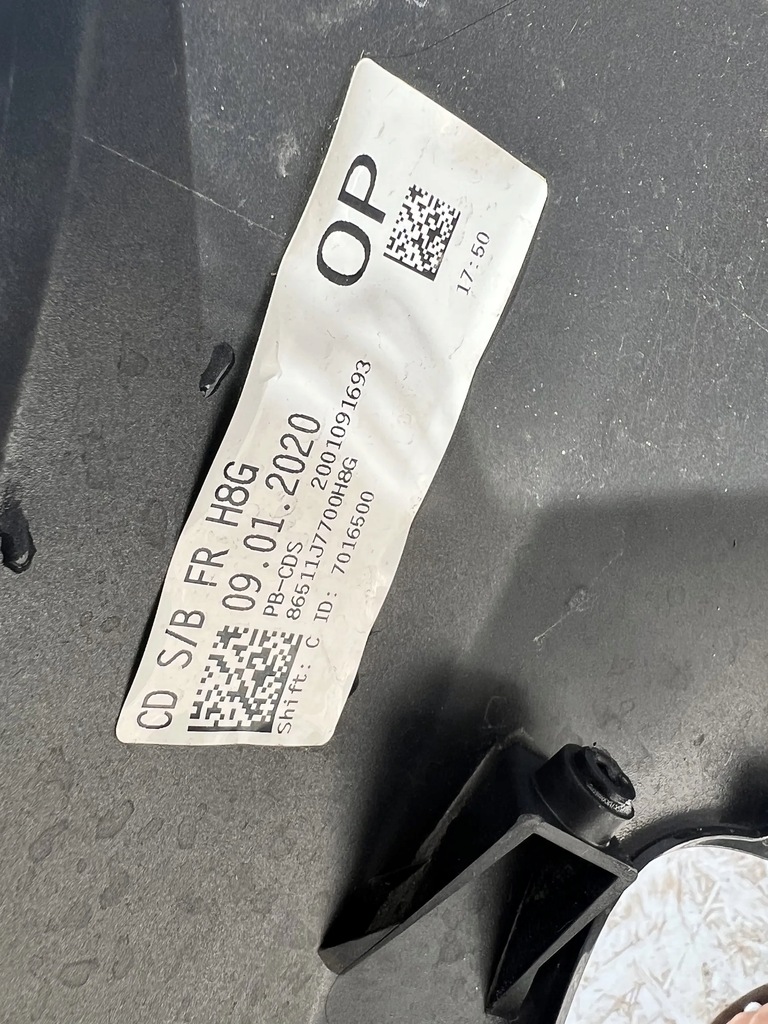 CD S/B FR H8G
09.01.2020
PB-CDS 2001091693
86511J7700H8G
Shift: C ID: 7016500
OP
17:50